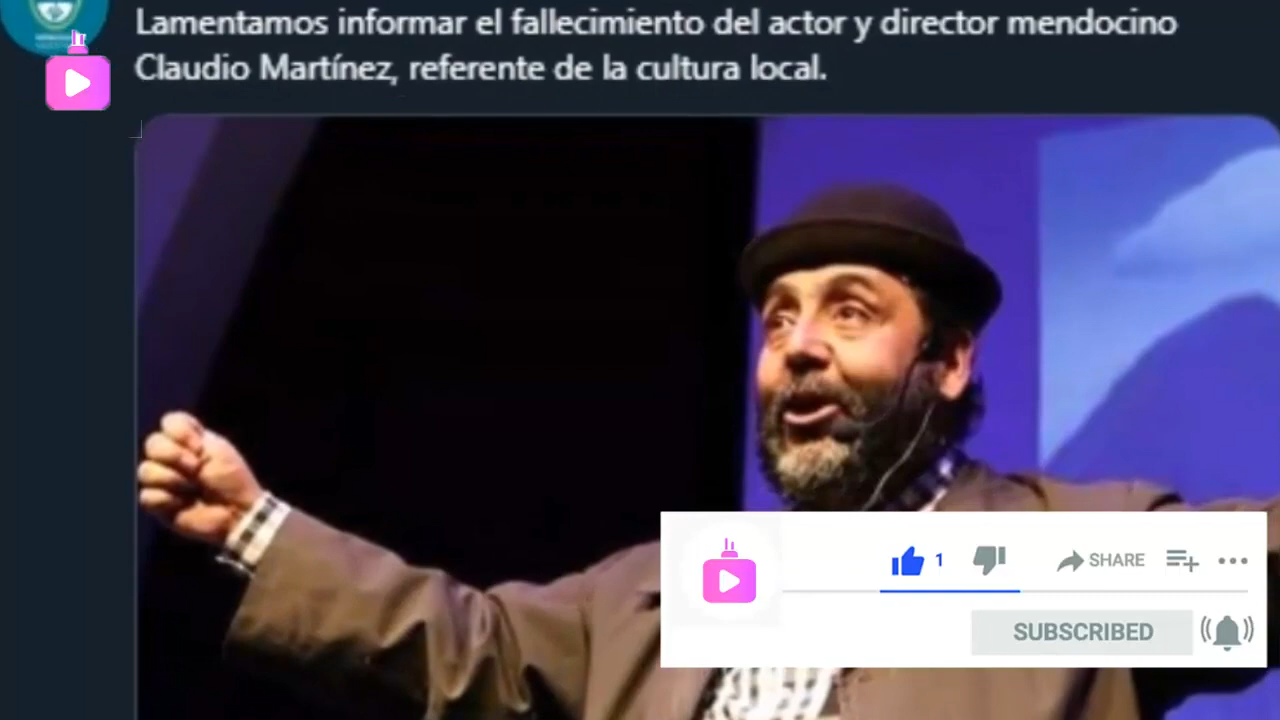 Lamentamos informar el fallecimiento del actor y director mendocino
Claudio Martínez, referente de la cultura local.
1 SHARE
SUBSCRIBED